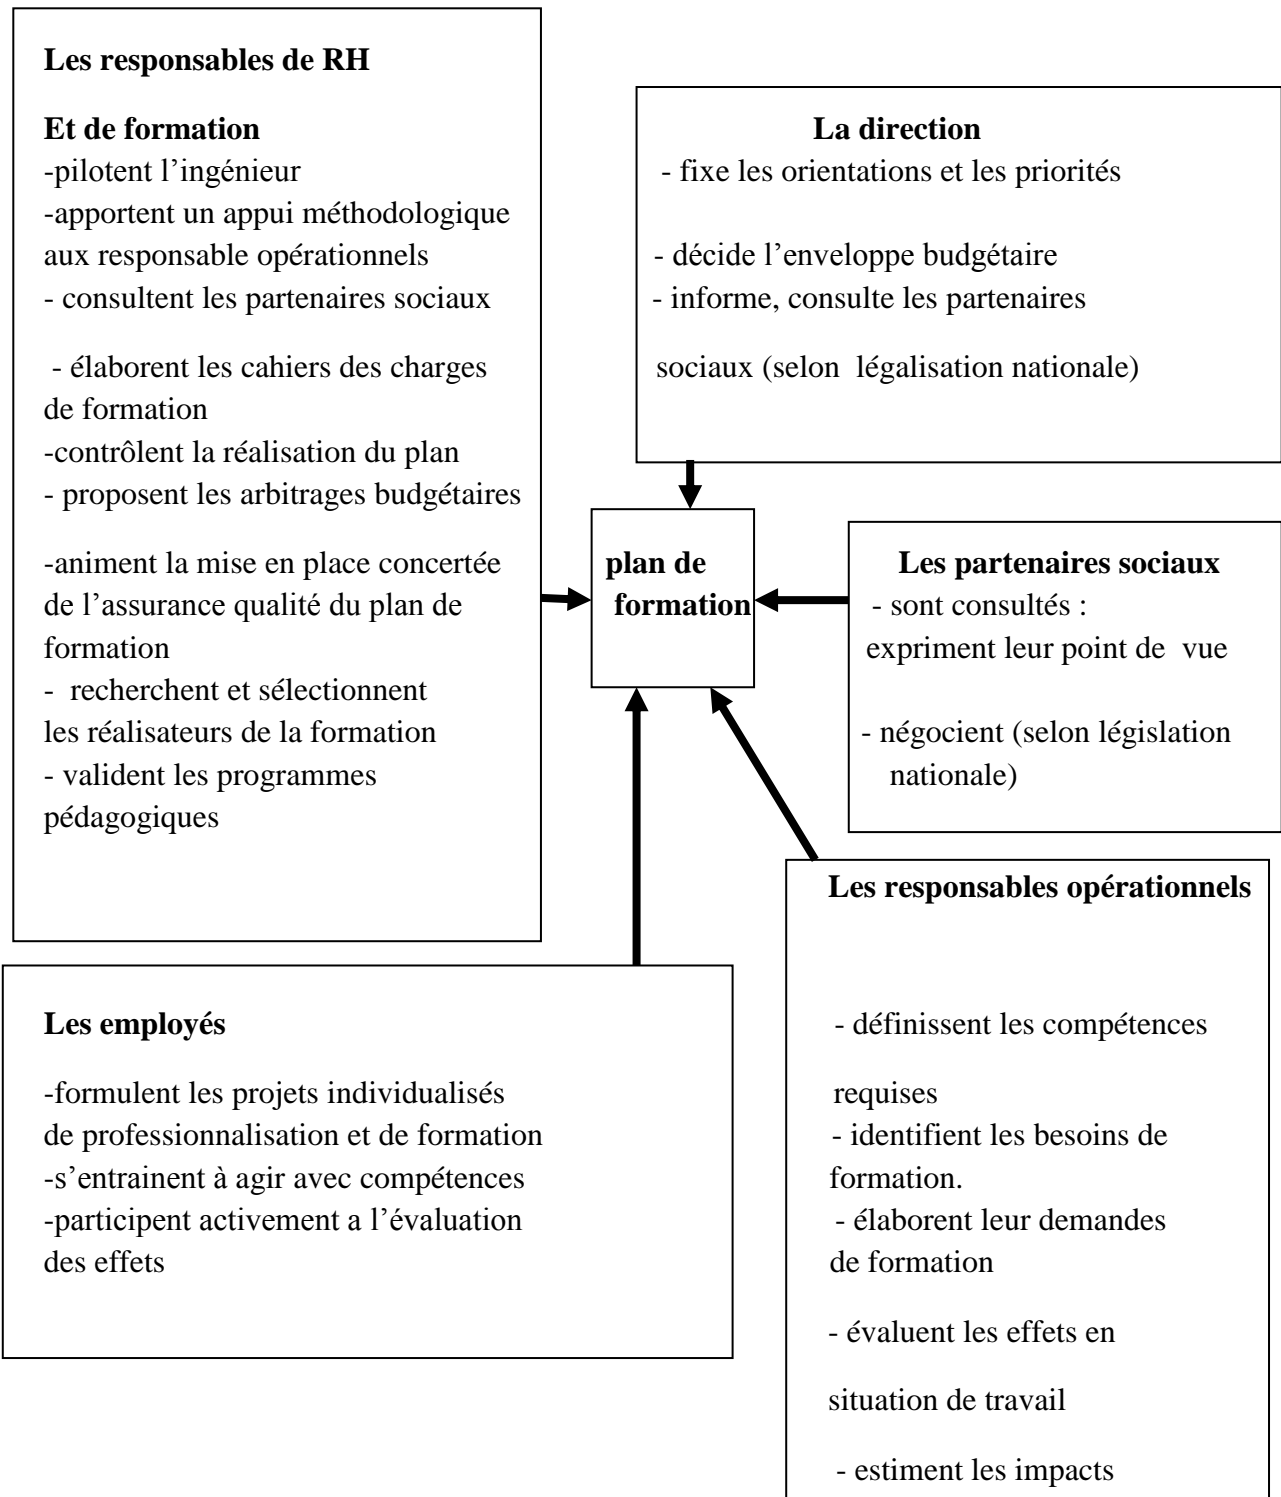 Les responsables de RH
Et de formation
-pilotent l’ingénieur
-apportent un appui méthodologique
aux responsable opérationnels
- consultent les partenaires sociaux
- élaborent les cahiers des charges
de formation
-contrôlent la réalisation du plan
- proposent les arbitrages budgétaires
-animent la mise en place concertée
de l’assurance qualité du plan de
formation
- recherchent et sélectionnent
les réalisateurs de la formation
- valident les programmes
pédagogiques
La direction
- fixe les orientations et les priorités
- décide l’enveloppe budgétaire
- informe, consulte les partenaires
sociaux (selon légalisation nationale)
plan de
formation
Les partenaires sociaux
- sont consultés :
expriment leur point de vue
- négocient (selon législation
nationale)
Les employés
-formulent les projets individualisés
de professionnalisation et de formation
-s’entrainent à agir avec compétences
-participent activement a l’évaluation
des effets
Les responsables opérationnels
- définissent les compétences
requises
- identifient les besoins de
formation.
- élaborent leur demandes
de formation
- évaluent les effets en
situation de travail
- estiment les impacts